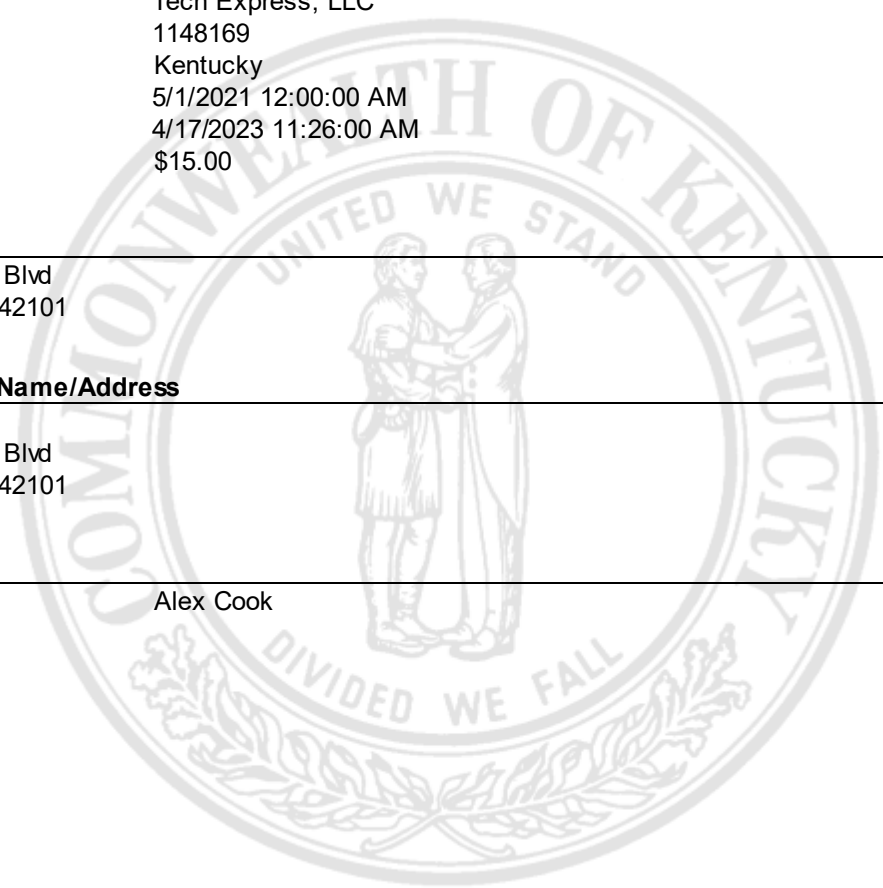 Tech Express, LLC
1148169
Kentucky
5/1/2021 12:00:00 AM
4/17/2023 11:26:00 AM
$15.00
Blvd
42101
Name/Address
Blvd
42101
Alex Cook
COMMONWEALTH OF KENTUCKY
UNITED WE STAND
DIVIDED WE FALL